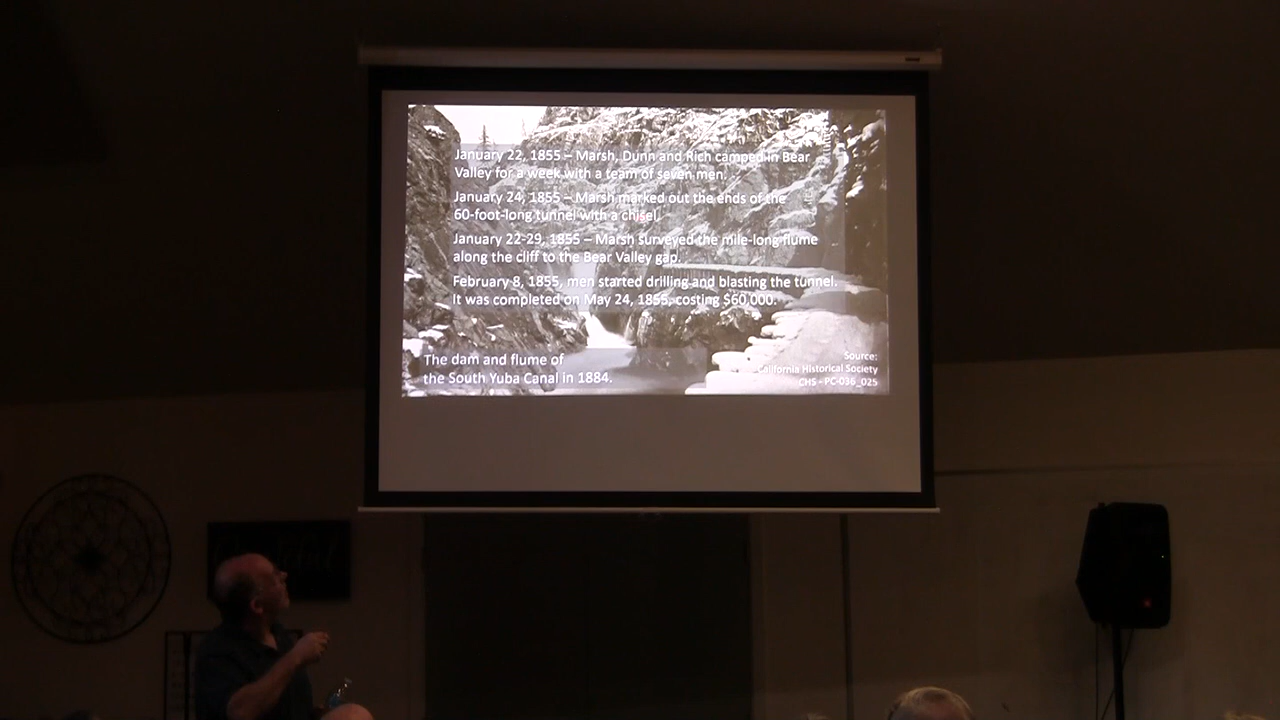 January 22, 1855 – Marsh, Dunn and Rich camped in Bear
Valley for a week with a team of seven men.
January 24, 1855 – Marsh marked out the ends of the
60-foot-long tunnel with a chisel.
January 22-29, 1855 – Marsh surveyed the mile-long flume
along the cliff to the Bear Valley gap.
February 8, 1855, men started drilling and blasting the tunnel.
It was completed on May 24, 1855, costing $60,000.
The dam and flume of
the South Yuba Canal in 1884.
Source:
California Historical Society
CHS - PC-036_025